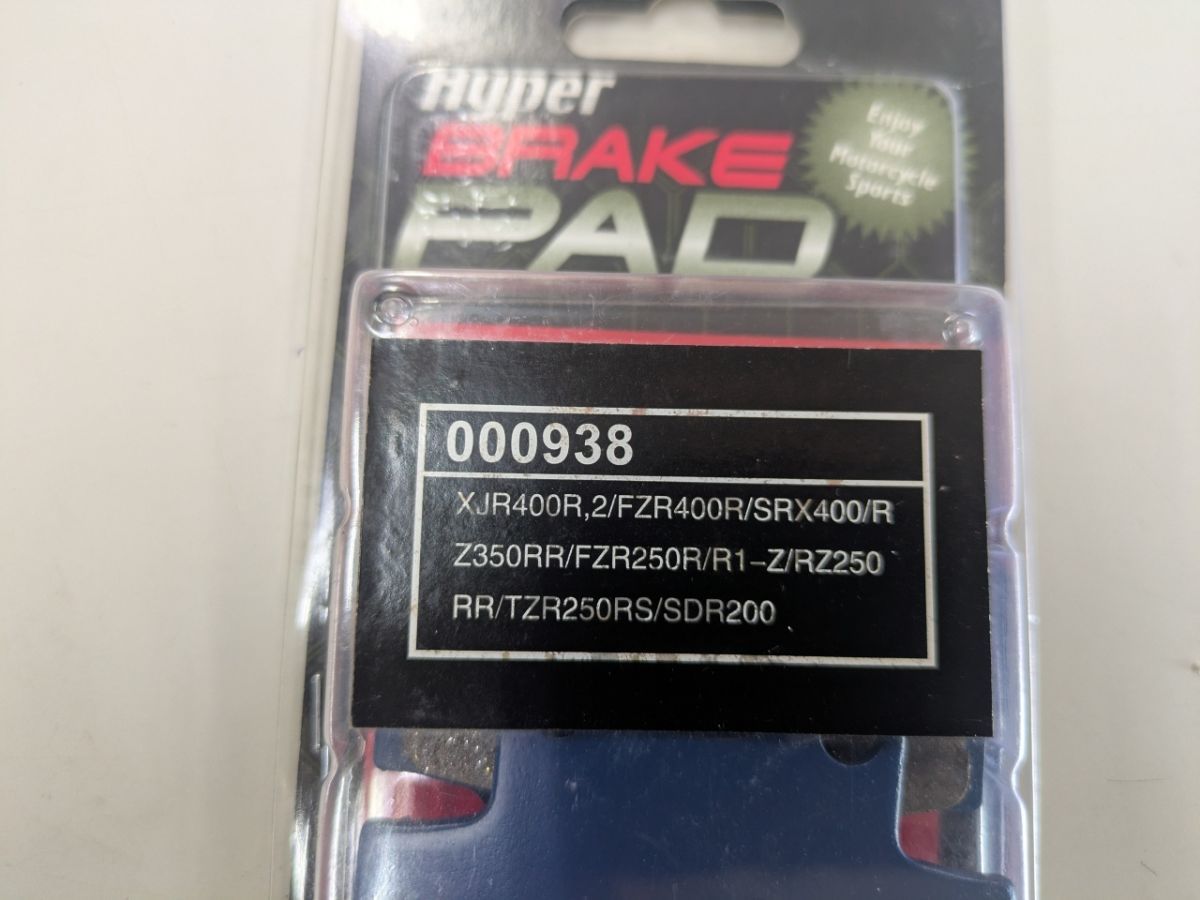 Hyper
BRAKE
PAD
Enjoy
Your
Motorcycle
Sports
000938
XJR400R,2/FZR400R/SRX400/R
Z350RR/FZR250R/R1-Z/RZ250
RR/TZR250RS/SDR200